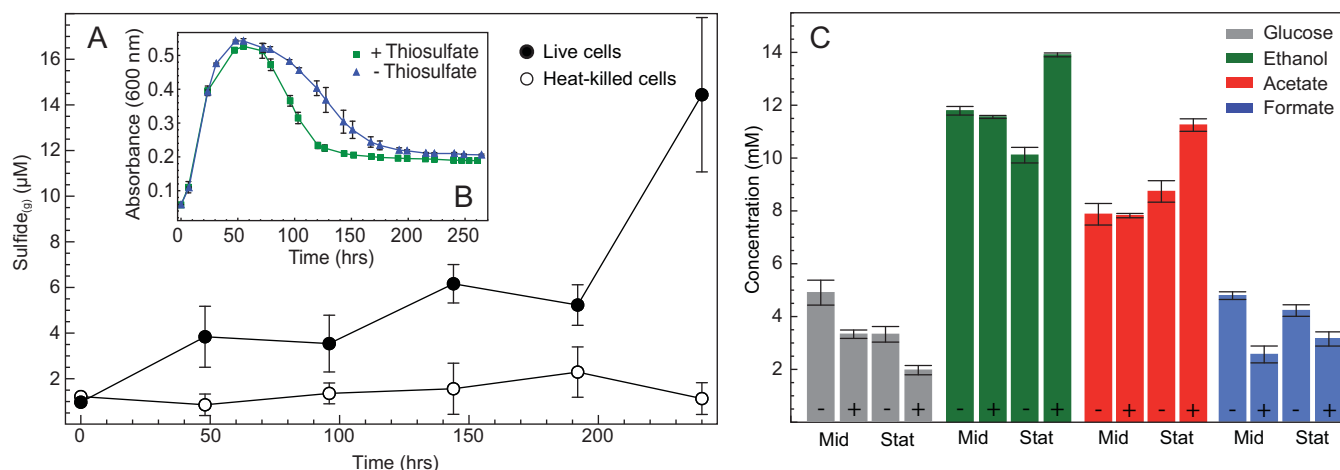 A
B
C
Sulfide(g) (µM)
16
14
12
10
8
6
4
2
0
50
100
150
200
Time (hrs)
Live cells
Heat-killed cells
Absorbance (600 nm)
0.5
0.4
0.3
0.2
0.1
0
50
100
150
200
250
Time (hrs)
+ Thiosulfate
- Thiosulfate
Concentration (mM)
14
12
10
8
6
4
2
Glucose
Ethanol
Acetate
Formate
- + - +
- + - +
- + - +
- + - +
Mid Stat
Mid Stat
Mid Stat
Mid Stat